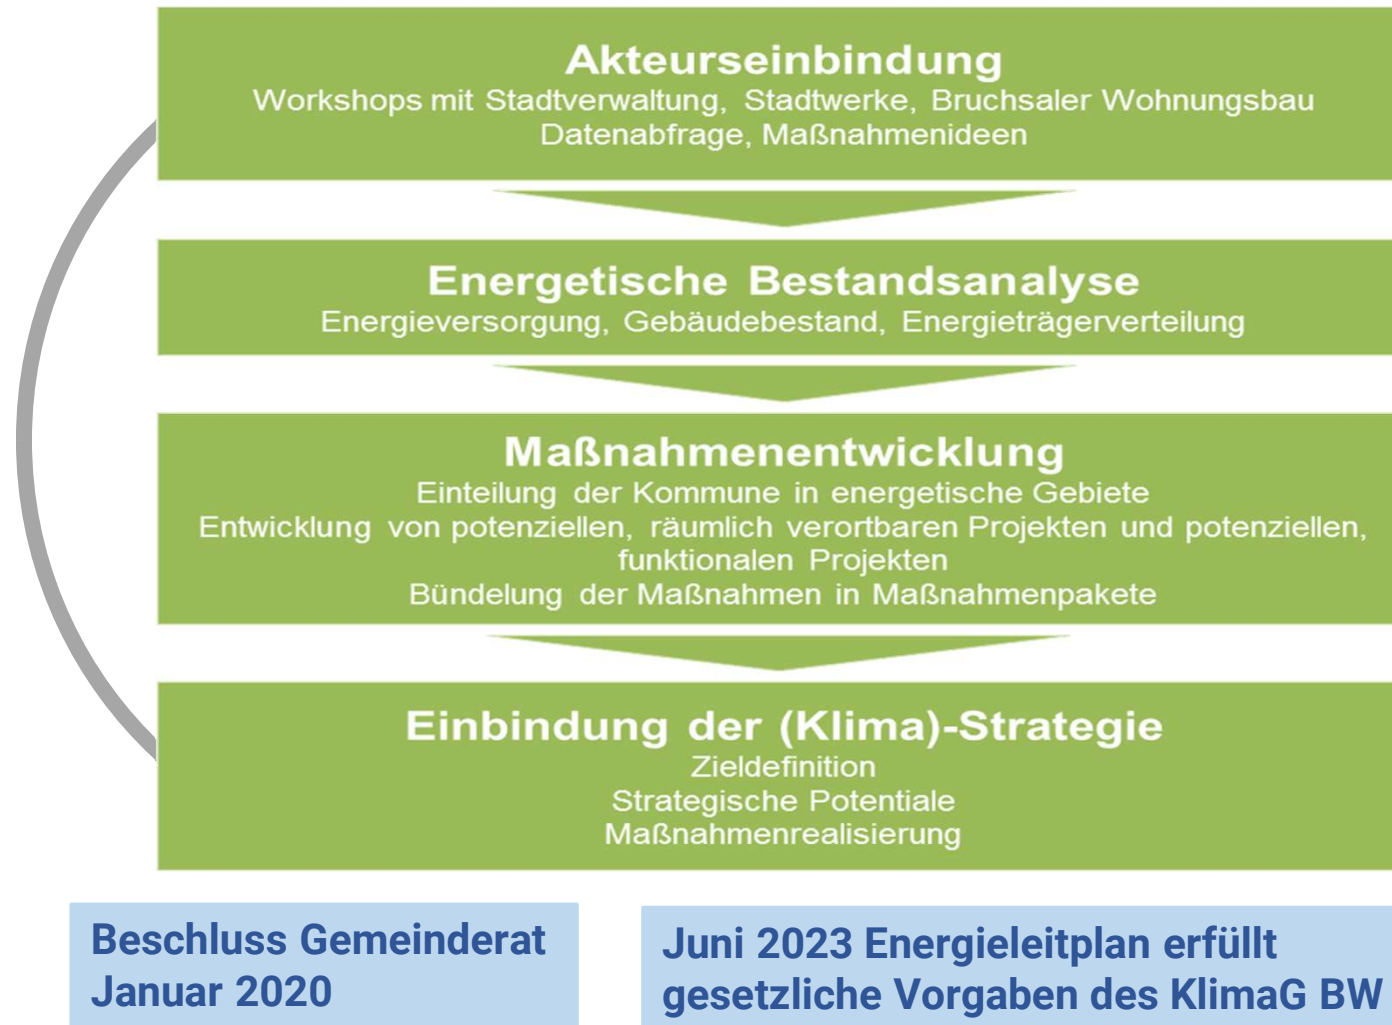 Akteurseinbindung
Workshops mit Stadtverwaltung, Stadtwerke, Bruchsaler Wohnungsbau
Datenabfrage, Maßnahmenideen
Energetische Bestandsanalyse
Energieversorgung, Gebäudebestand, Energieträgerverteilung
Maßnahmenentwicklung
Einteilung der Kommune in energetische Gebiete
Entwicklung von potenziellen, räumlich verortbaren Projekten und potenziellen,
funktionalen Projekten
Bündelung der Maßnahmen in Maßnahmenpakete
Einbindung der (Klima)-Strategie
Zieldefinition
Strategische Potentiale
Maßnahmenrealisierung
Beschluss Gemeinderat
Januar 2020
Juni 2023 Energieleitplan erfüllt
gesetzliche Vorgaben des KlimaG BW